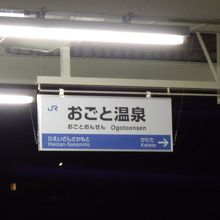 JR おごと温泉
おごとおんせん Ogotoonsen
ひえいざんさかもと かたた
Hieizan-Sakamoto Katata